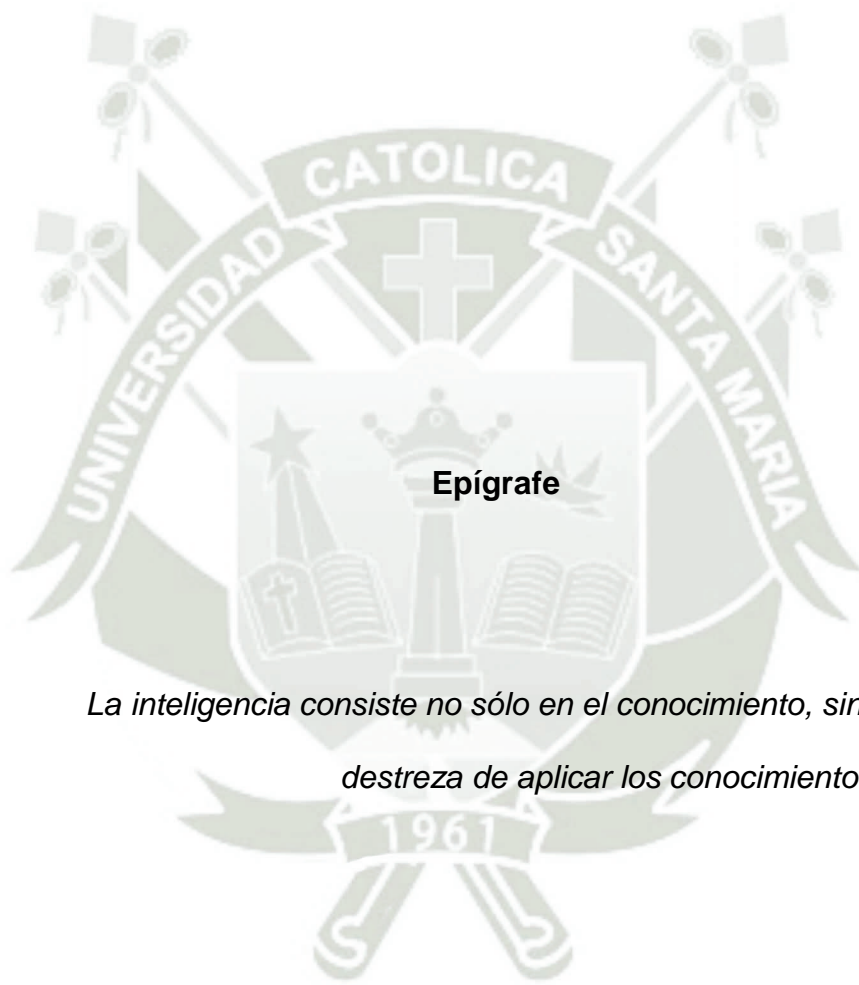 CATOLICA
UNIVERSIDAD
SANTA MARIA
Epígrafe
La inteligencia consiste no sólo en el conocimiento, sin
destreza de aplicar los conocimiento
1961